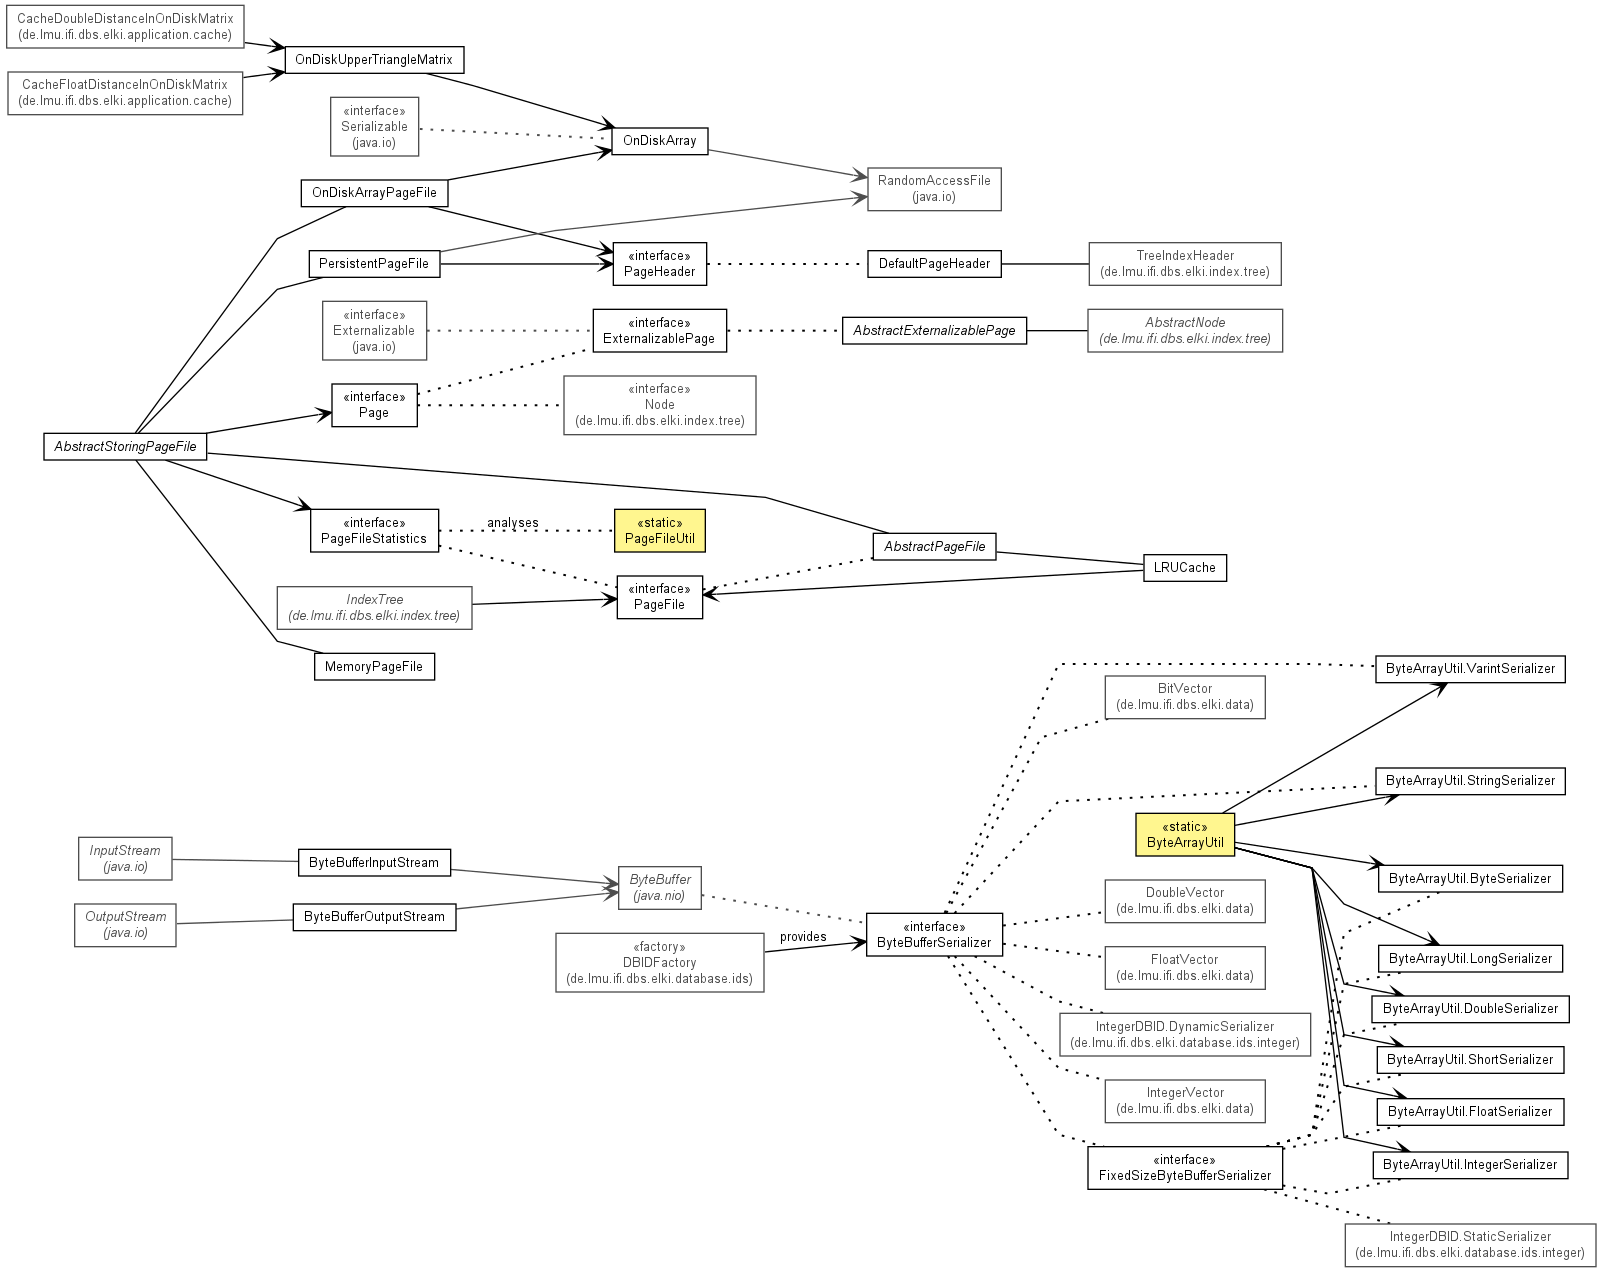 CacheDoubleDistanceInOnDiskMatrix
(de.lmu.ifi.dbs.elki.application.cache)
OnDiskUpperTriangleMatrix
CacheFloatDistanceInOnDiskMatrix
(de.lmu.ifi.dbs.elki.application.cache)
«interface»
Serializable
(java.io)
OnDiskArray
OnDiskArrayPageFile
RandomAccessFile
(java.io)
PersistentPageFile
«interface»
PageHeader
DefaultPageHeader
TreeIndexHeader
(de.lmu.ifi.dbs.elki.index.tree)
«interface»
Externalizable
(java.io)
«interface»
ExternalizablePage
AbstractExternalizablePage
AbstractNode
(de.lmu.ifi.dbs.elki.index.tree)
«interface»
Page
«interface»
Node
(de.lmu.ifi.dbs.elki.index.tree)
AbstractStoringPageFile
«interface»
PageFileStatistics
analyses
«static»
PageFileUtil
AbstractPageFile
LRUCache
IndexTree
(de.lmu.ifi.dbs.elki.index.tree)
«interface»
PageFile
MemoryPageFile
ByteArrayUtil.VarintSerializer
BitVector
(de.lmu.ifi.dbs.elki.data)
ByteArrayUtil.StringSerializer
«static»
ByteArrayUtil
InputStream
(java.io)
ByteBufferInputStream
ByteBuffer
(java.nio)
ByteArrayUtil.ByteSerializer
OutputStream
(java.io)
ByteBufferOutputStream
DoubleVector
(de.lmu.ifi.dbs.elki.data)
«interface»
ByteBufferSerializer
provides
«factory»
DBIDFactory
(de.lmu.ifi.dbs.elki.database.ids)
FloatVector
(de.lmu.ifi.dbs.elki.data)
ByteArrayUtil.LongSerializer
ByteArrayUtil.DoubleSerializer
IntegerDBID.DynamicSerializer
(de.lmu.ifi.dbs.elki.database.ids.integer)
ByteArrayUtil.ShortSerializer
IntegerVector
(de.lmu.ifi.dbs.elki.data)
ByteArrayUtil.FloatSerializer
«interface»
FixedSizeByteBufferSerializer
ByteArrayUtil.IntegerSerializer
IntegerDBID.StaticSerializer
(de.lmu.ifi.dbs.elki.database.ids.integer)